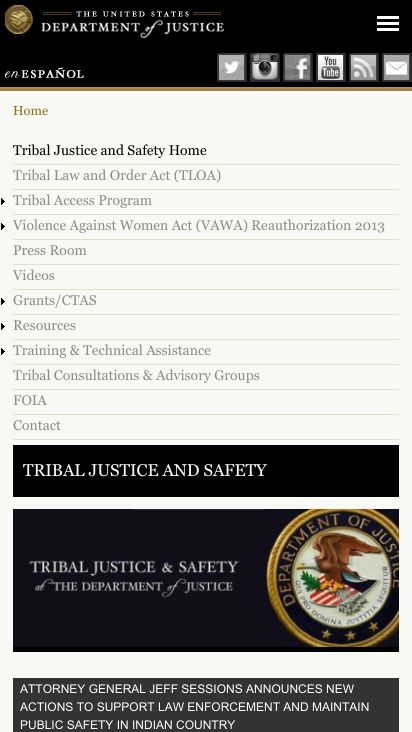 THE UNITED STATES
DEPARTMENT of JUSTICE
en ESPAÑOL
You
Tube
Home
Tribal Justice and Safety Home
Tribal Law and Order Act (TLOA)
Tribal Access Program
Violence Against Women Act (VAWA) Reauthorization 2013
Press Room
Videos
Grants/CTAS
Resources
Training & Technical Assistance
Tribal Consultations & Advisory Groups
FOIA
Contact
TRIBAL JUSTICE AND SAFETY
TRIBAL JUSTICE & SAFETY
at THE DEPARTMENT of JUSTICE
DEPARTMENT OF JUSTIC
QUI PRO DOMINA JUSTITIA SEQUITUR
ATTORNEY GENERAL JEFF SESSIONS ANNOUNCES NEW
ACTIONS TO SUPPORT LAW ENFORCEMENT AND MAINTAIN
PUBLIC SAFETY IN INDIAN COUNTRY